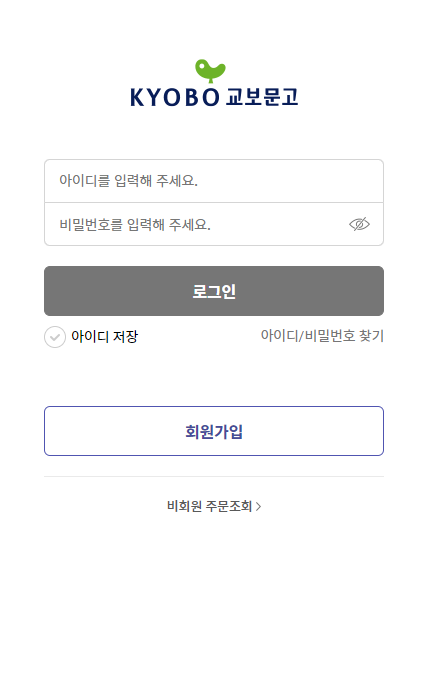 KYOBO 교보문고
아이디를 입력해 주세요.
비밀번호를 입력해 주세요.
로그인
아이디 저장 아이디/비밀번호 찾기
회원가입
비회원 주문조회